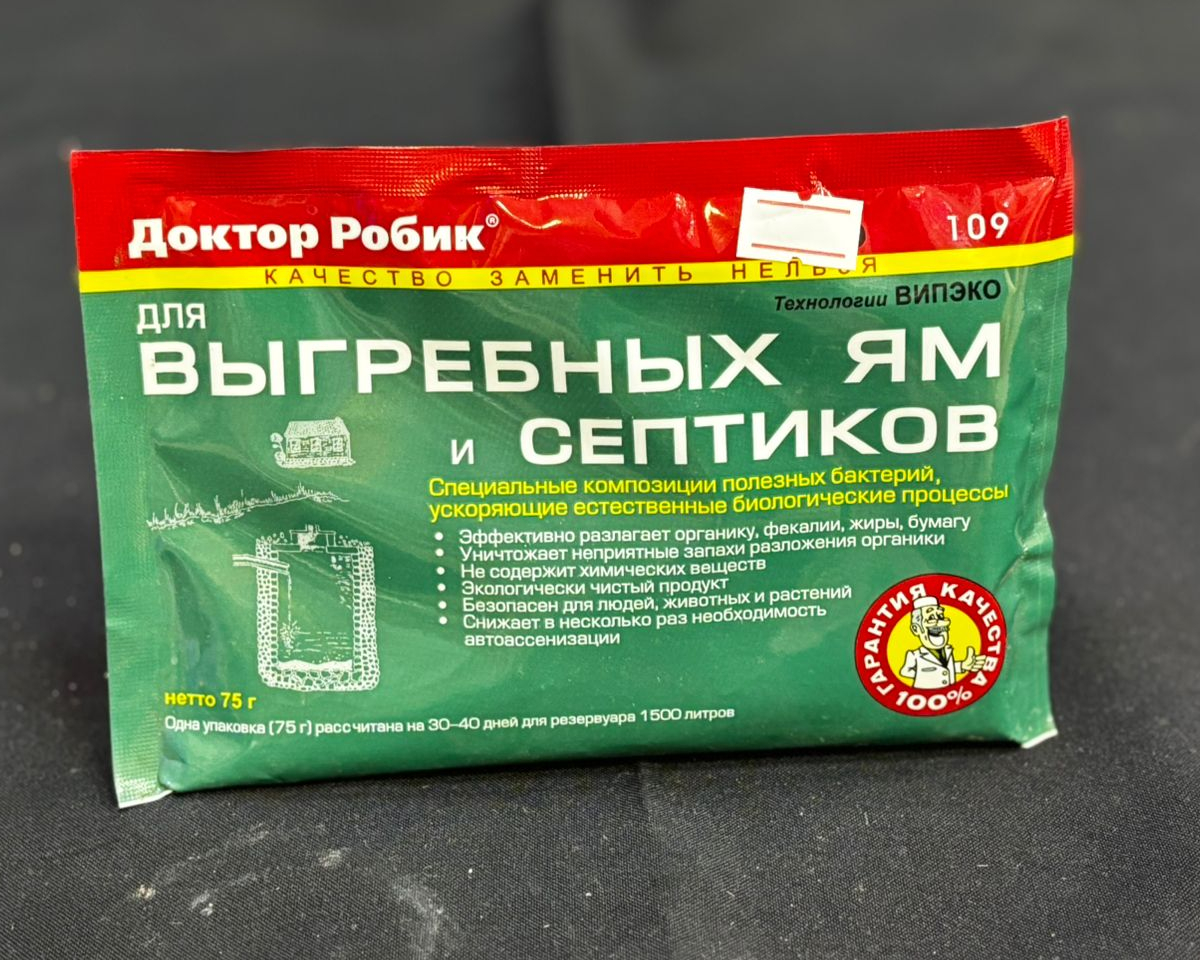 Доктор Робик®
109
КАЧЕСТВО ЗАМЕНИТЬ НЕЛЬЗЯ
Технологии ВИПЭКО
для
ВЫГРЕБНЫХ ЯМ
и СЕПТИКОВ
Специальные композиции полезных бактерий,
ускоряющие естественные биологические процессы
• Эффективно разлагает органику, фекалии, жиры, бумагу
• Уничтожает неприятные запахи разложения органики
• Не содержит химических веществ
• Экологически чистый продукт
• Безопасен для людей, животных и растений
• Снижает в несколько раз необходимость
автоассенизации
ГАРАНТИЯ КАЧЕСТВА
100%
нетто 75 г
Одна упаковка (75 г) рассчитана на 30–40 дней для резервуара 1500 литров